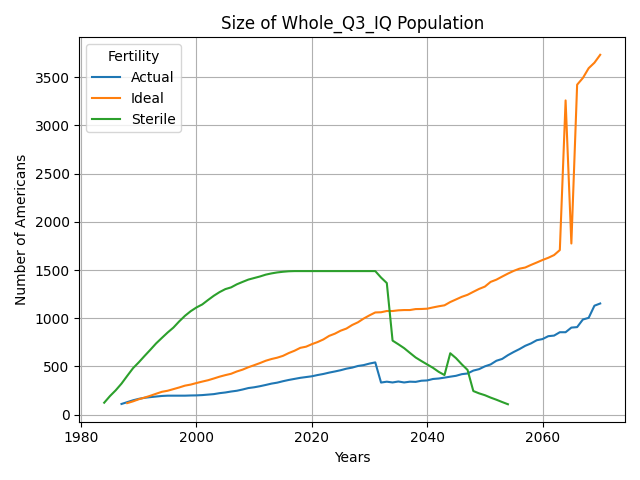 Size of Whole_Q3_IQ Population
Fertility
Actual
Ideal
Sterile
Number of Americans
3500
3000
2500
2000
1500
1000
500
0
1980
2000
2020
2040
2060
Years